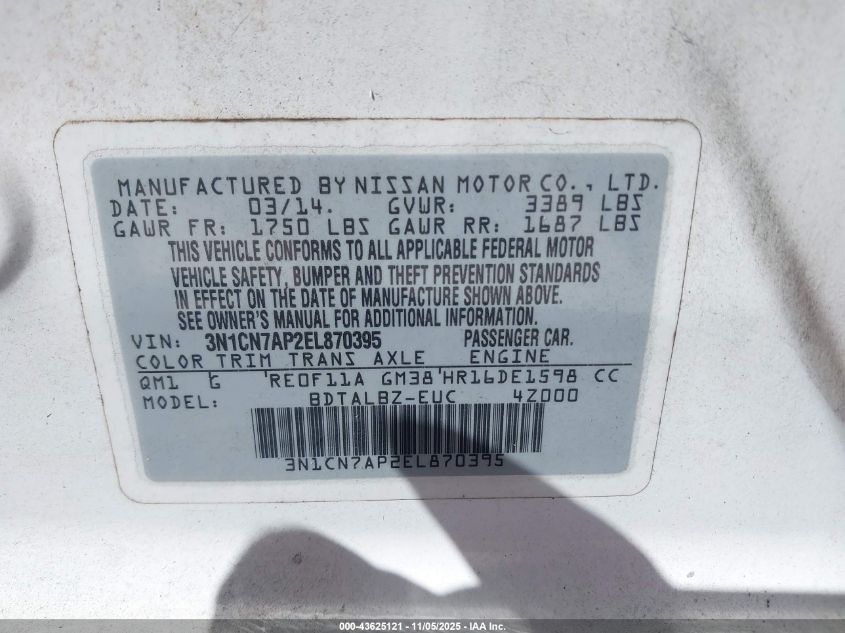 MANUFACTURED BY NISSAN MOTOR CO., LTD.
DATE: 03/14. GVWR: 3389 LBS
GAWR FR: 1750 LBS GAWR RR: 1687 LBS
THIS VEHICLE CONFORMS TO ALL APPLICABLE FEDERAL MOTOR
VEHICLE SAFETY, BUMPER AND THEFT PREVENTION STANDARDS
IN EFFECT ON THE DATE OF MANUFACTURE SHOWN ABOVE.
SEE OWNER'S MANUAL FOR ADDITIONAL INFORMATION.
VIN: 3N1CN7AP2EL870395 PASSENGER CAR.
COLOR TRIM TRANS AXLE ENGINE
QM1 G RE0F11A GM38 HR16DE1598 CC
MODEL: BDTALBZ-EUC 4Z000
3N1CN7AP2EL870395
000-43625121 - 11/05/2025 - IAA Inc.